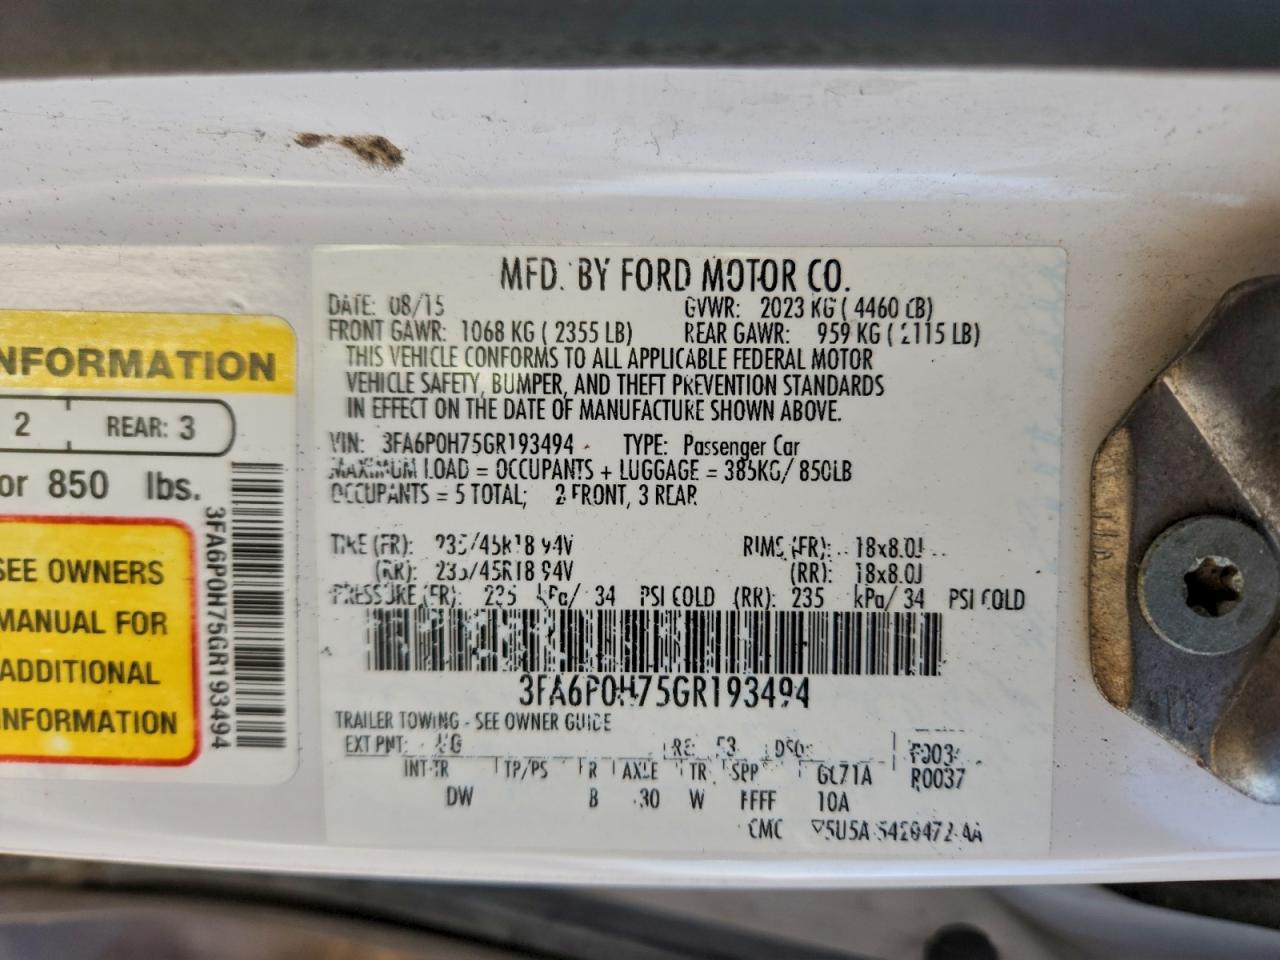 NFORMATION
2 REAR: 3
or 850 lbs.
SEE OWNERS
MANUAL FOR
ADDITIONAL
INFORMATION
3FA6P0H75GR193494
MFD. BY FORD MOTOR CO.
DATE: 08/15 GVWR: 2023 KG ( 4460 LB)
FRONT GAWR: 1068 KG ( 2355 LB) REAR GAWR: 959 KG ( 2115 LB)
THIS VEHICLE CONFORMS TO ALL APPLICABLE FEDERAL MOTOR
VEHICLE SAFETY, BUMPER, AND THEFT PREVENTION STANDARDS
IN EFFECT ON THE DATE OF MANUFACTURE SHOWN ABOVE.
VIN: 3FA6P0H75GR193494 TYPE: Passenger Car
MAXIMUM LOAD = OCCUPANTS + LUGGAGE = 385KG/ 850LB
OCCUPANTS = 5 TOTAL; 2 FRONT, 3 REAR
TIRE (FR): 235/45R18 94V RIMS (FR): 18x8.0J
(RR): 235/45R18 94V (RR): 18x8.0J
PRESSURE (FR): 235 kPa/ 34 PSI COLD (RR): 235 kPa/ 34 PSI COLD
3FA6P0H75GR193494
TRAILER TOWING - SEE OWNER GUIDE
EXT PNT: RC: 53 DSO:
INT TR TP/PS R AXLE TR SPR R0037
DW B 30 W FFFF 10A
CMC